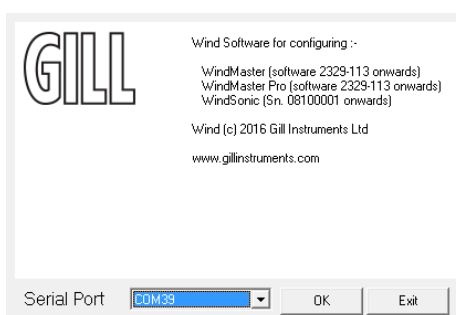 GILL
Wind Software for configuring :-
WindMaster (software 2329-113 onwards)
WindMaster Pro (software 2329-113 onwards)
WindSonic (Sn. 08100001 onwards)
Wind (c) 2016 Gill Instruments Ltd
www.gillinstruments.com
Serial Port COM39 OK Exit